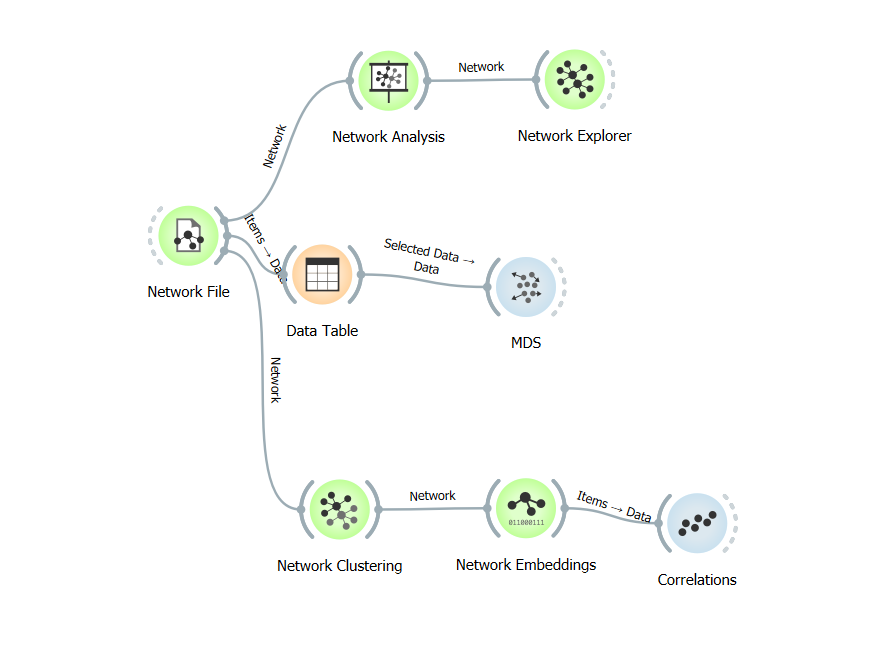 Network
Network Analysis
Network Explorer
Network
Items → Data
Selected Data →
Data
Network File
Data Table
MDS
Network
Network
Items → Data
011000111
Network Clustering
Network Embeddings
Correlations